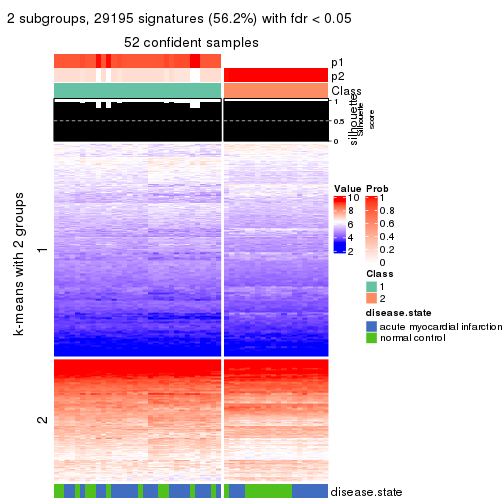 2 subgroups, 29195 signatures (56.2%) with fdr < 0.05
52 confident samples
p1
p2
Class
1
0.5
0
silhouette
Silhouette
score
k-means with 2 groups
1
2
disease.state
Value
10
8
6
4
2
Prob
1
0.8
0.6
0.4
0.2
0
Class
1
2
disease.state
acute myocardial infarction
normal control